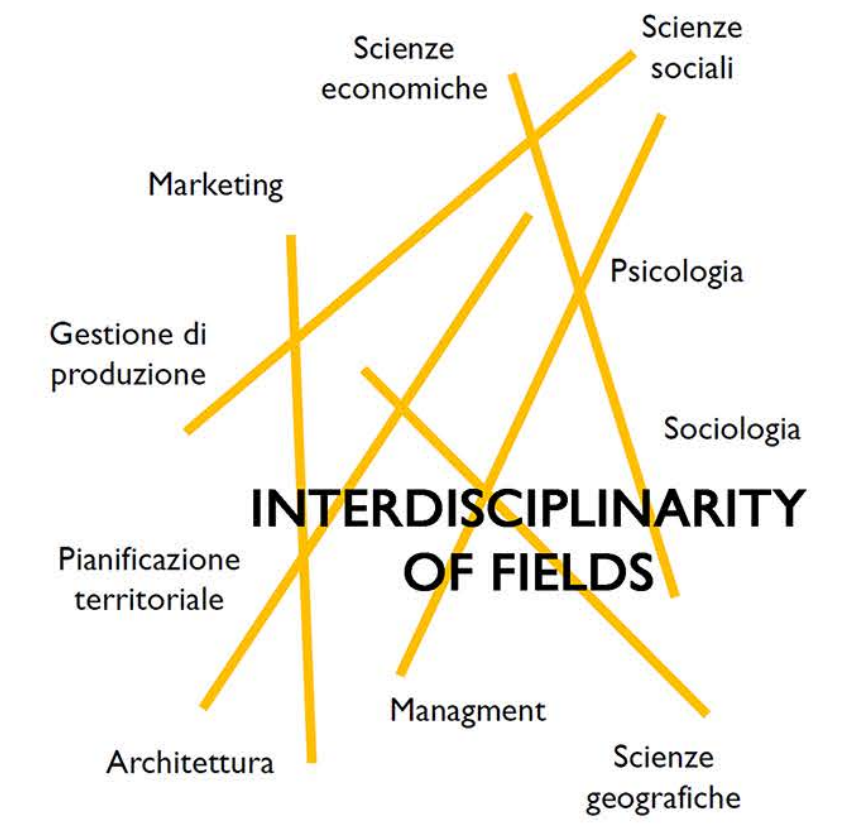 Scienze
sociali
Scienze
economiche
Marketing
Psicologia
Gestione di
produzione
Sociologia
INTERDISCIPLINARITY
OF FIELDS
Pianificazione
territoriale
Managment
Architettura
Scienze
geografiche